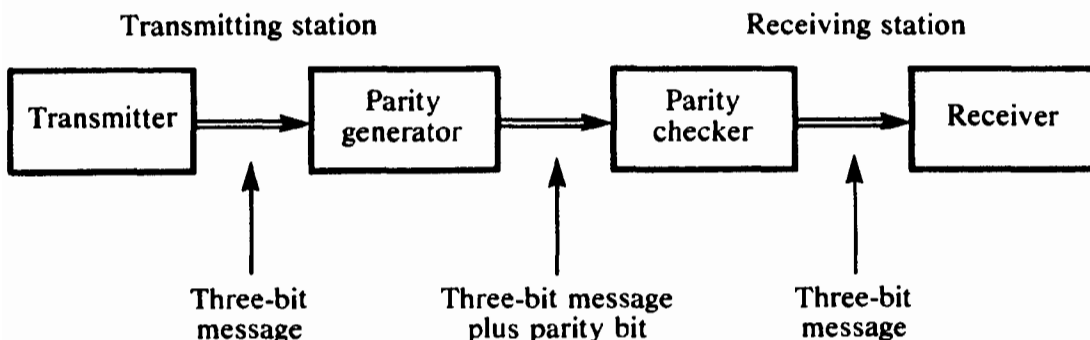 Transmitting station
Receiving station
Transmitter
Parity
generator
Parity
checker
Receiver
Three-bit
message
Three-bit message
plus parity bit
Three-bit
message